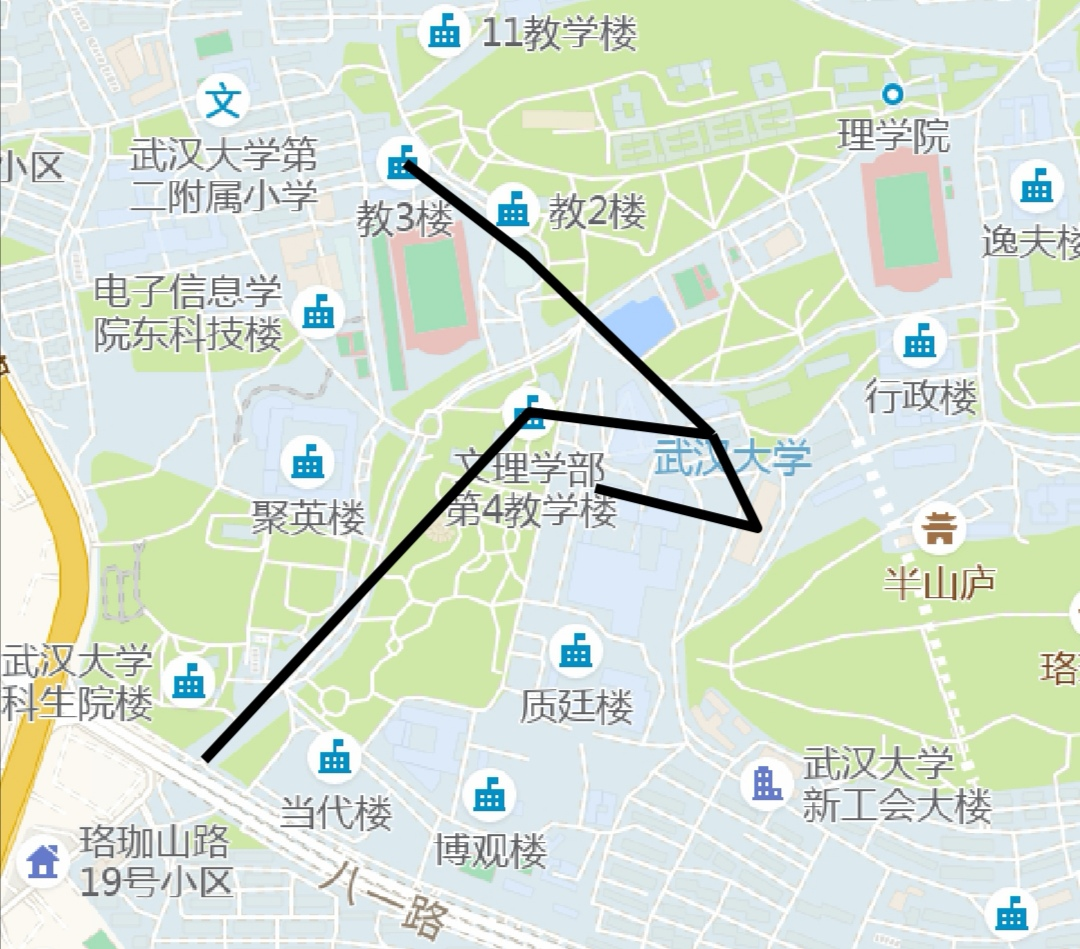 11教学楼
文
武汉大学第
二附属小学
小区
理学院
教3楼
教2楼
逸夫楼
电子信息学
院东科技楼
行政楼
武汉大学
文理学部
第4教学楼
聚英楼
半山庐
武汉大学
科生院楼
质廷楼
珞
武汉大学
新工会大楼
当代楼
博观楼
珞珈山路
19号小区
八一路